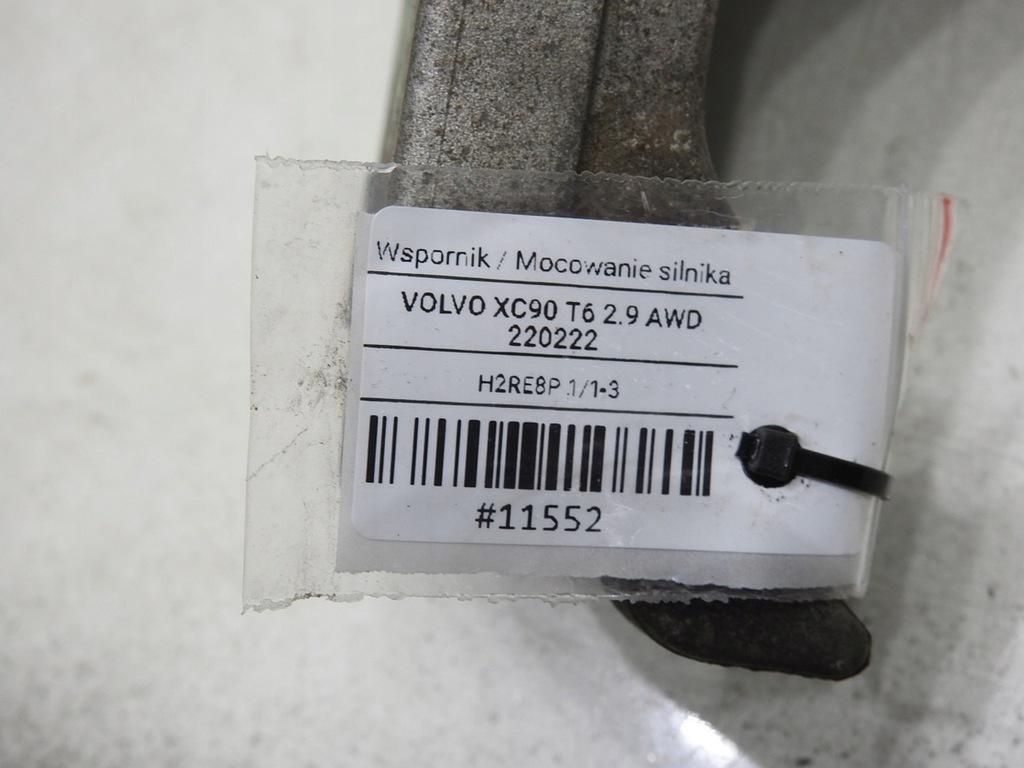 Wspornik / Mocowanie silnika
VOLVO XC90 T6 2.9 AWD
220222
H2RE8P 1/1-3
#11552